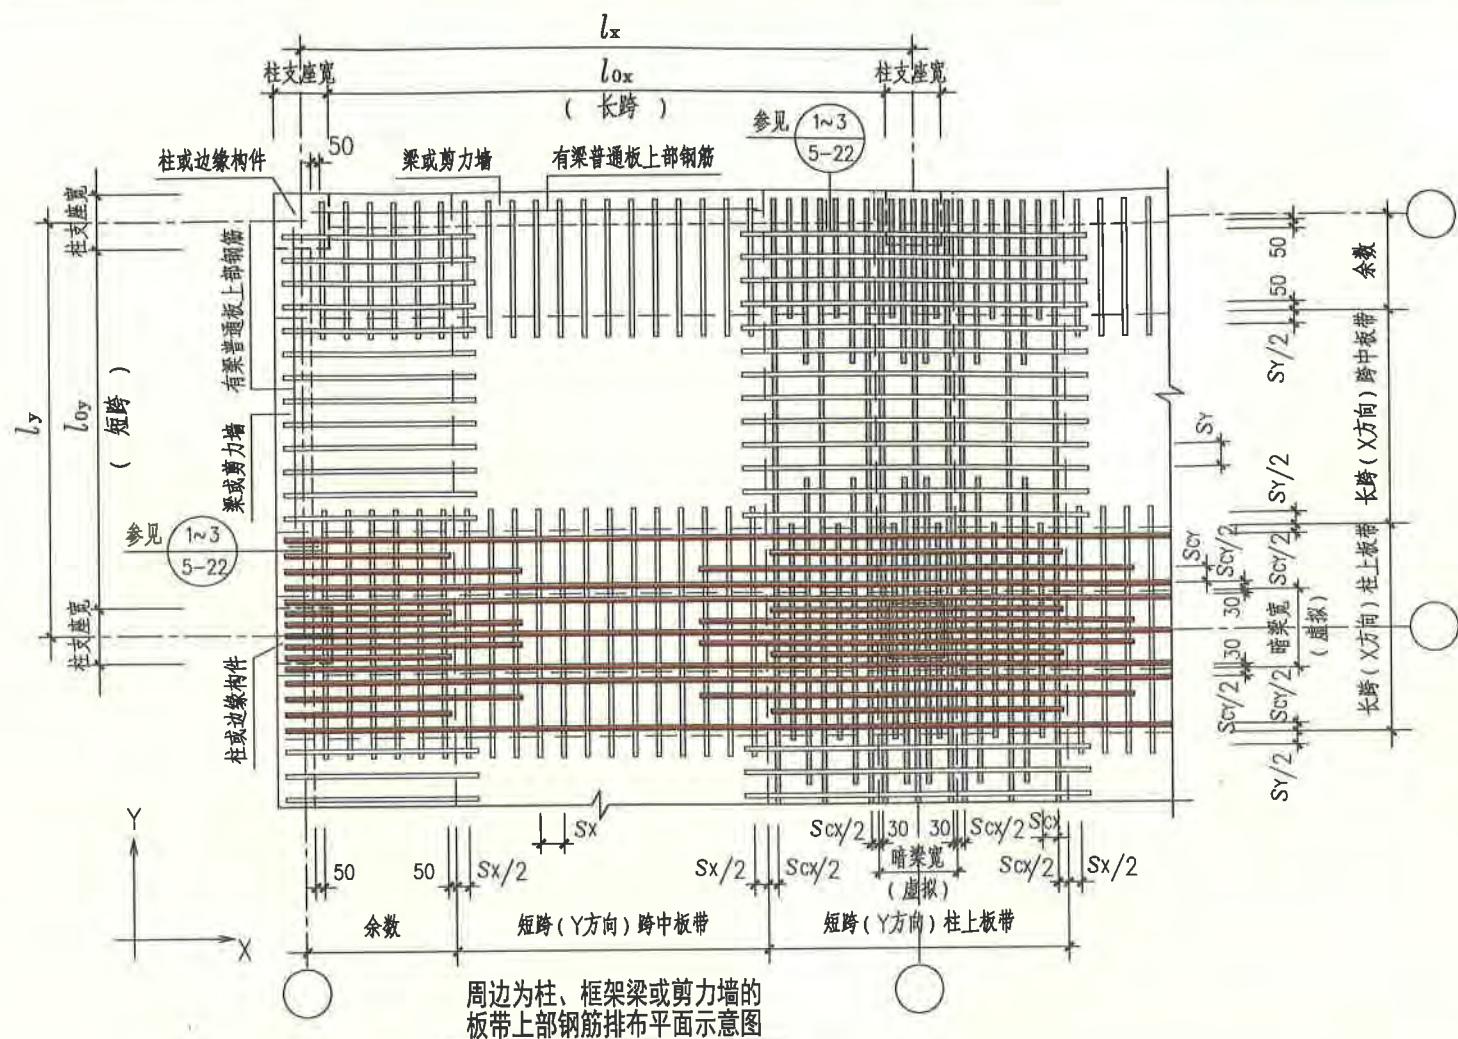 lx
柱支座宽
l0x
柱支座宽
( 长跨 )
参见
1~3
5-22
50
柱或边缘构件
梁或剪力墙
有梁普通板上部钢筋
柱支座宽
有梁普通板上部钢筋
ly
l0y
( 短跨 )
梁或剪力墙
参见
1~3
5-22
柱支座宽
柱或边缘构件
50
50
余数
SY/2
长跨(X方向)跨中板带
SY
SY/2
SCY
SCY/2
SCY/2
30
30
暗梁宽
(虚拟)
长跨(X方向)柱上板带
SCY/2
SCY/2
SY/2
Y
X
SX
50
50
SX/2
SX/2
SCX/2
SCX/2
30
30
SCX/2
SCX
暗梁宽
(虚拟)
SCX/2
SX/2
余数
短跨(Y方向)跨中板带
短跨(Y方向)柱上板带
周边为柱、框架梁或剪力墙的
板带上部钢筋排布平面示意图